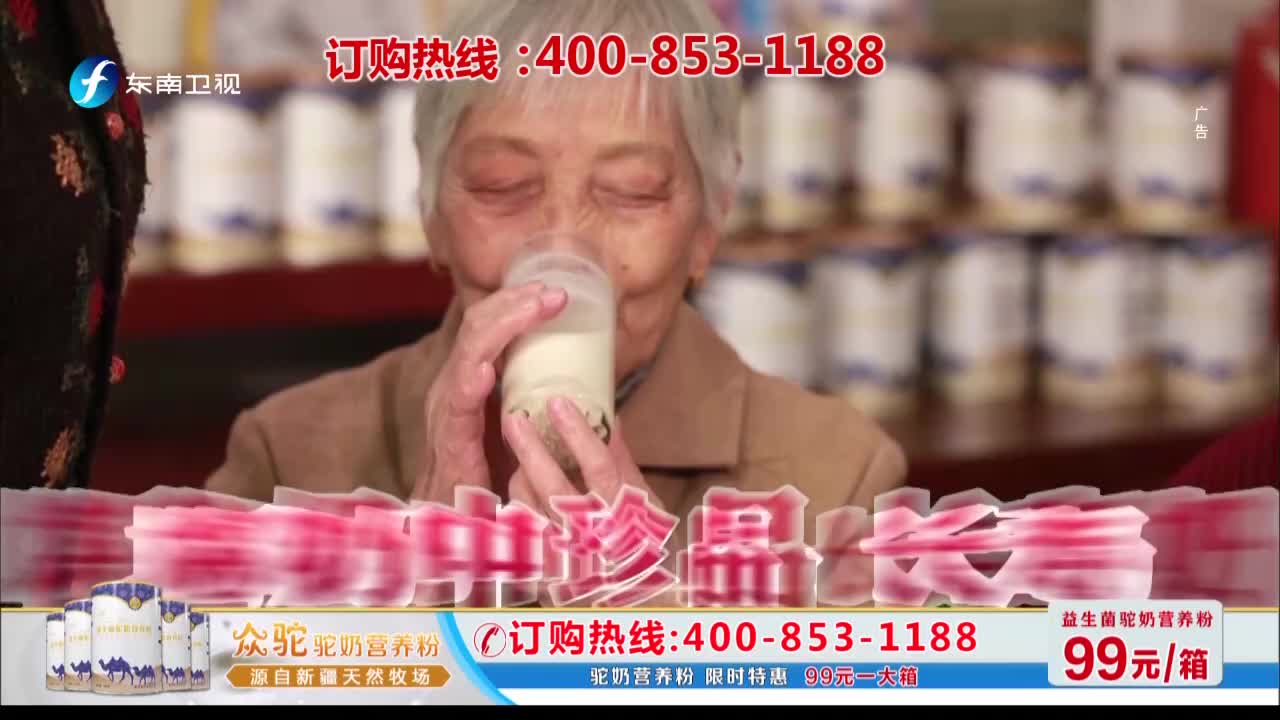 订购热线:400-853-1188
东南卫视
广告
中珍品
众驼 驼奶营养粉
源自新疆天然牧场
订购热线:400-853-1188
驼奶营养粉 限时特惠 99元一大箱
益生菌驼奶营养粉
99元/箱